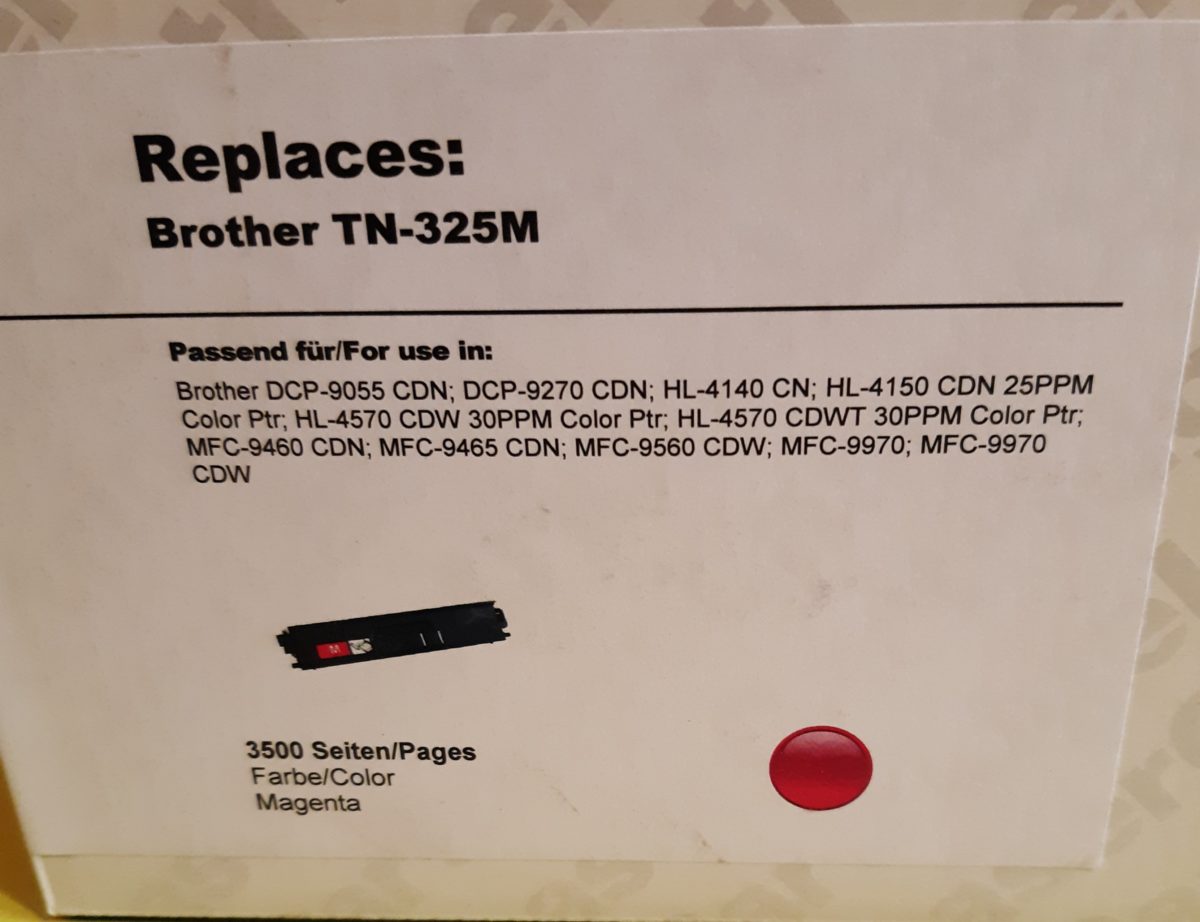 Replaces:
Brother TN-325M
Passend für/For use in:
Brother DCP-9055 CDN; DCP-9270 CDN; HL-4140 CN; HL-4150 CDN 25PPM
Color Ptr; HL-4570 CDW 30PPM Color Ptr; HL-4570 CDWT 30PPM Color Ptr;
MFC-9460 CDN; MFC-9465 CDN; MFC-9560 CDW; MFC-9970; MFC-9970
CDW
M
3500 Seiten/Pages
Farbe/Color
Magenta